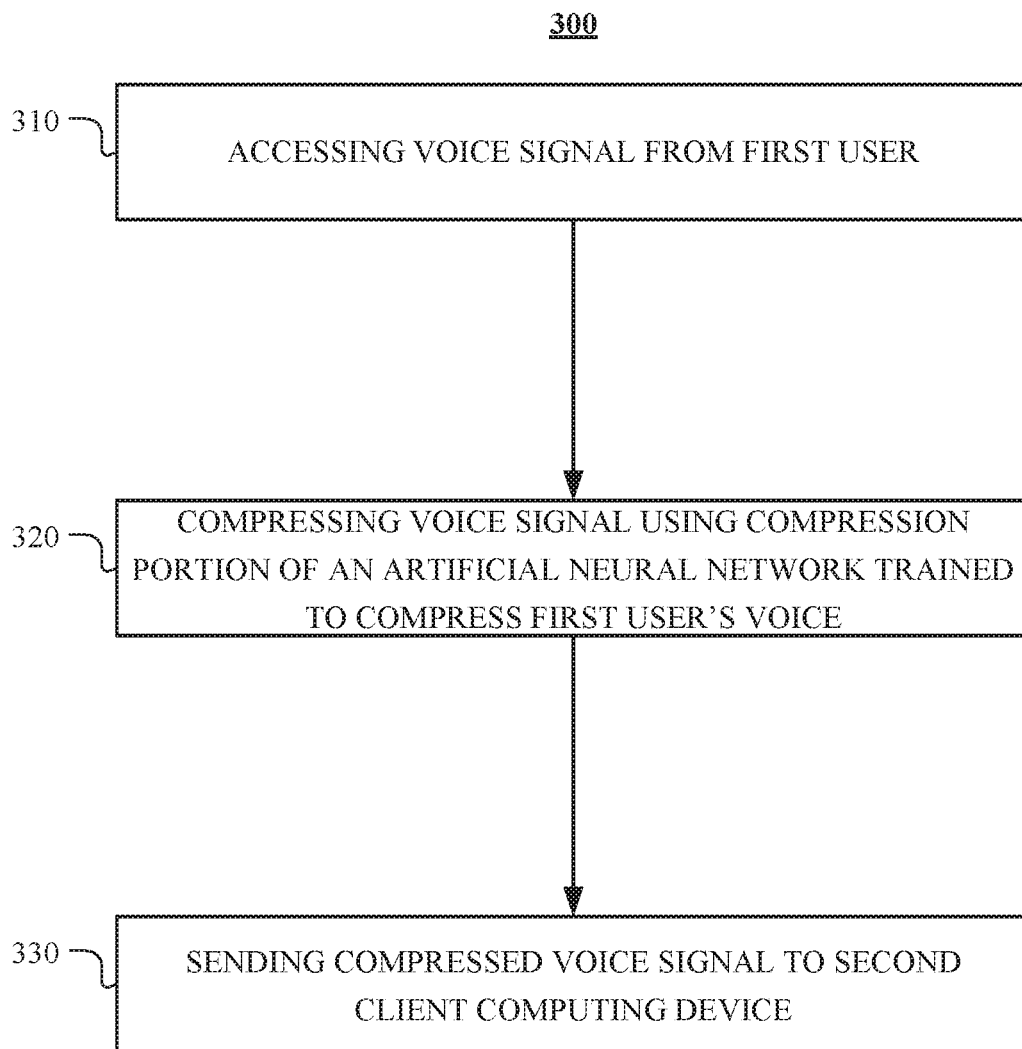 300
310
ACCESSING VOICE SIGNAL FROM FIRST USER
320
COMPRESSING VOICE SIGNAL USING COMPRESSION
PORTION OF AN ARTIFICIAL NEURAL NETWORK TRAINED
TO COMPRESS FIRST USER'S VOICE
330
SENDING COMPRESSED VOICE SIGNAL TO SECOND
CLIENT COMPUTING DEVICE